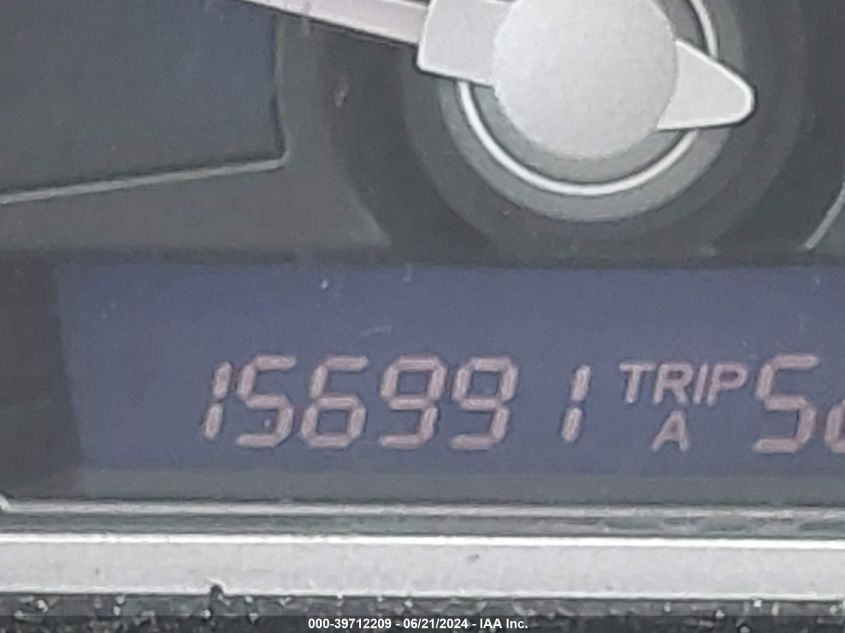 156991 TRIP A
000-39712209 - 06/21/2024 - IAA Inc.